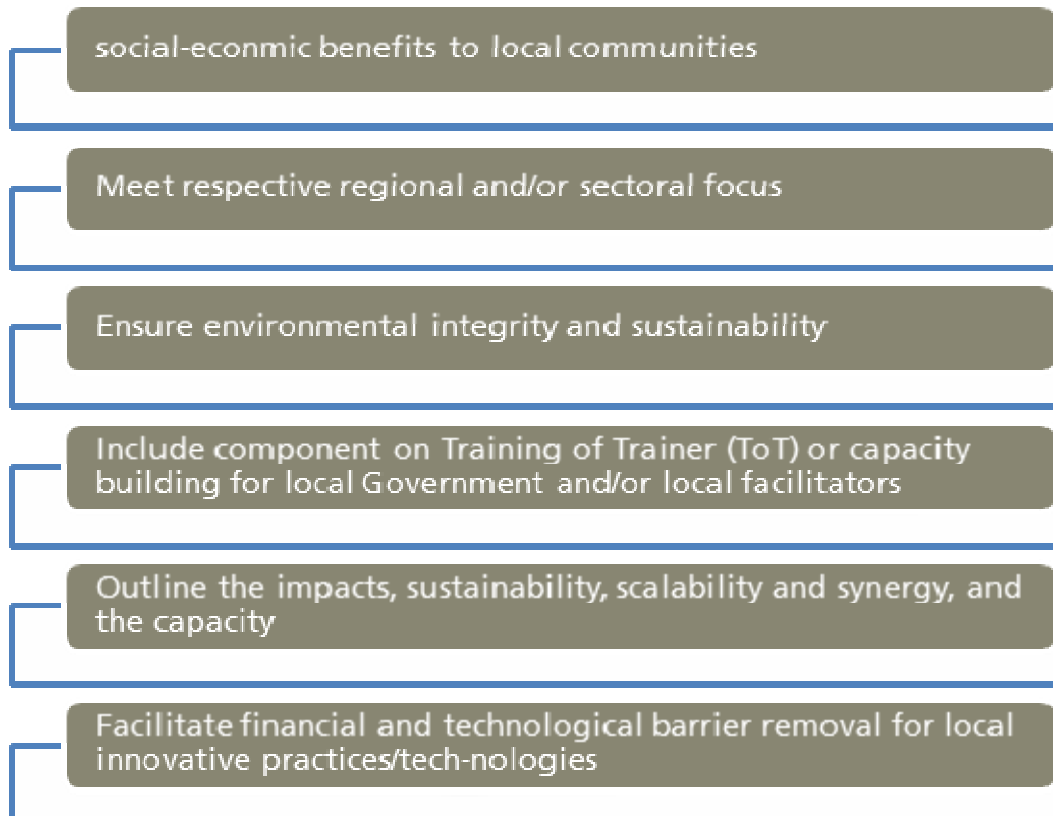 social-econmic benefits to local communities
Meet respective regional and/or sectoral focus
Ensure environmental integrity and sustainability
Include component on Training of Trainer (ToT) or capacity
building for local Government and/or local facilitators
Outline the impacts, sustainability, scalability and synergy, and
the capacity
Facilitate financial and technological barrier removal for local
innovative practices/tech-nologies